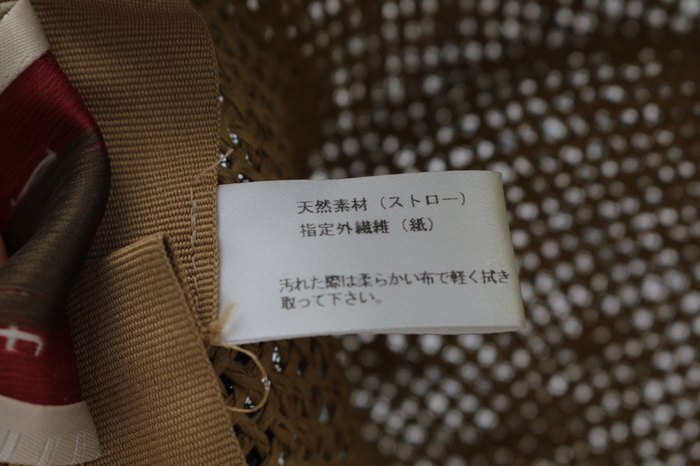 天然素材（ストロー）
指定外繊維（紙）
汚れた際は柔らかい布で軽く拭き
取って下さい。